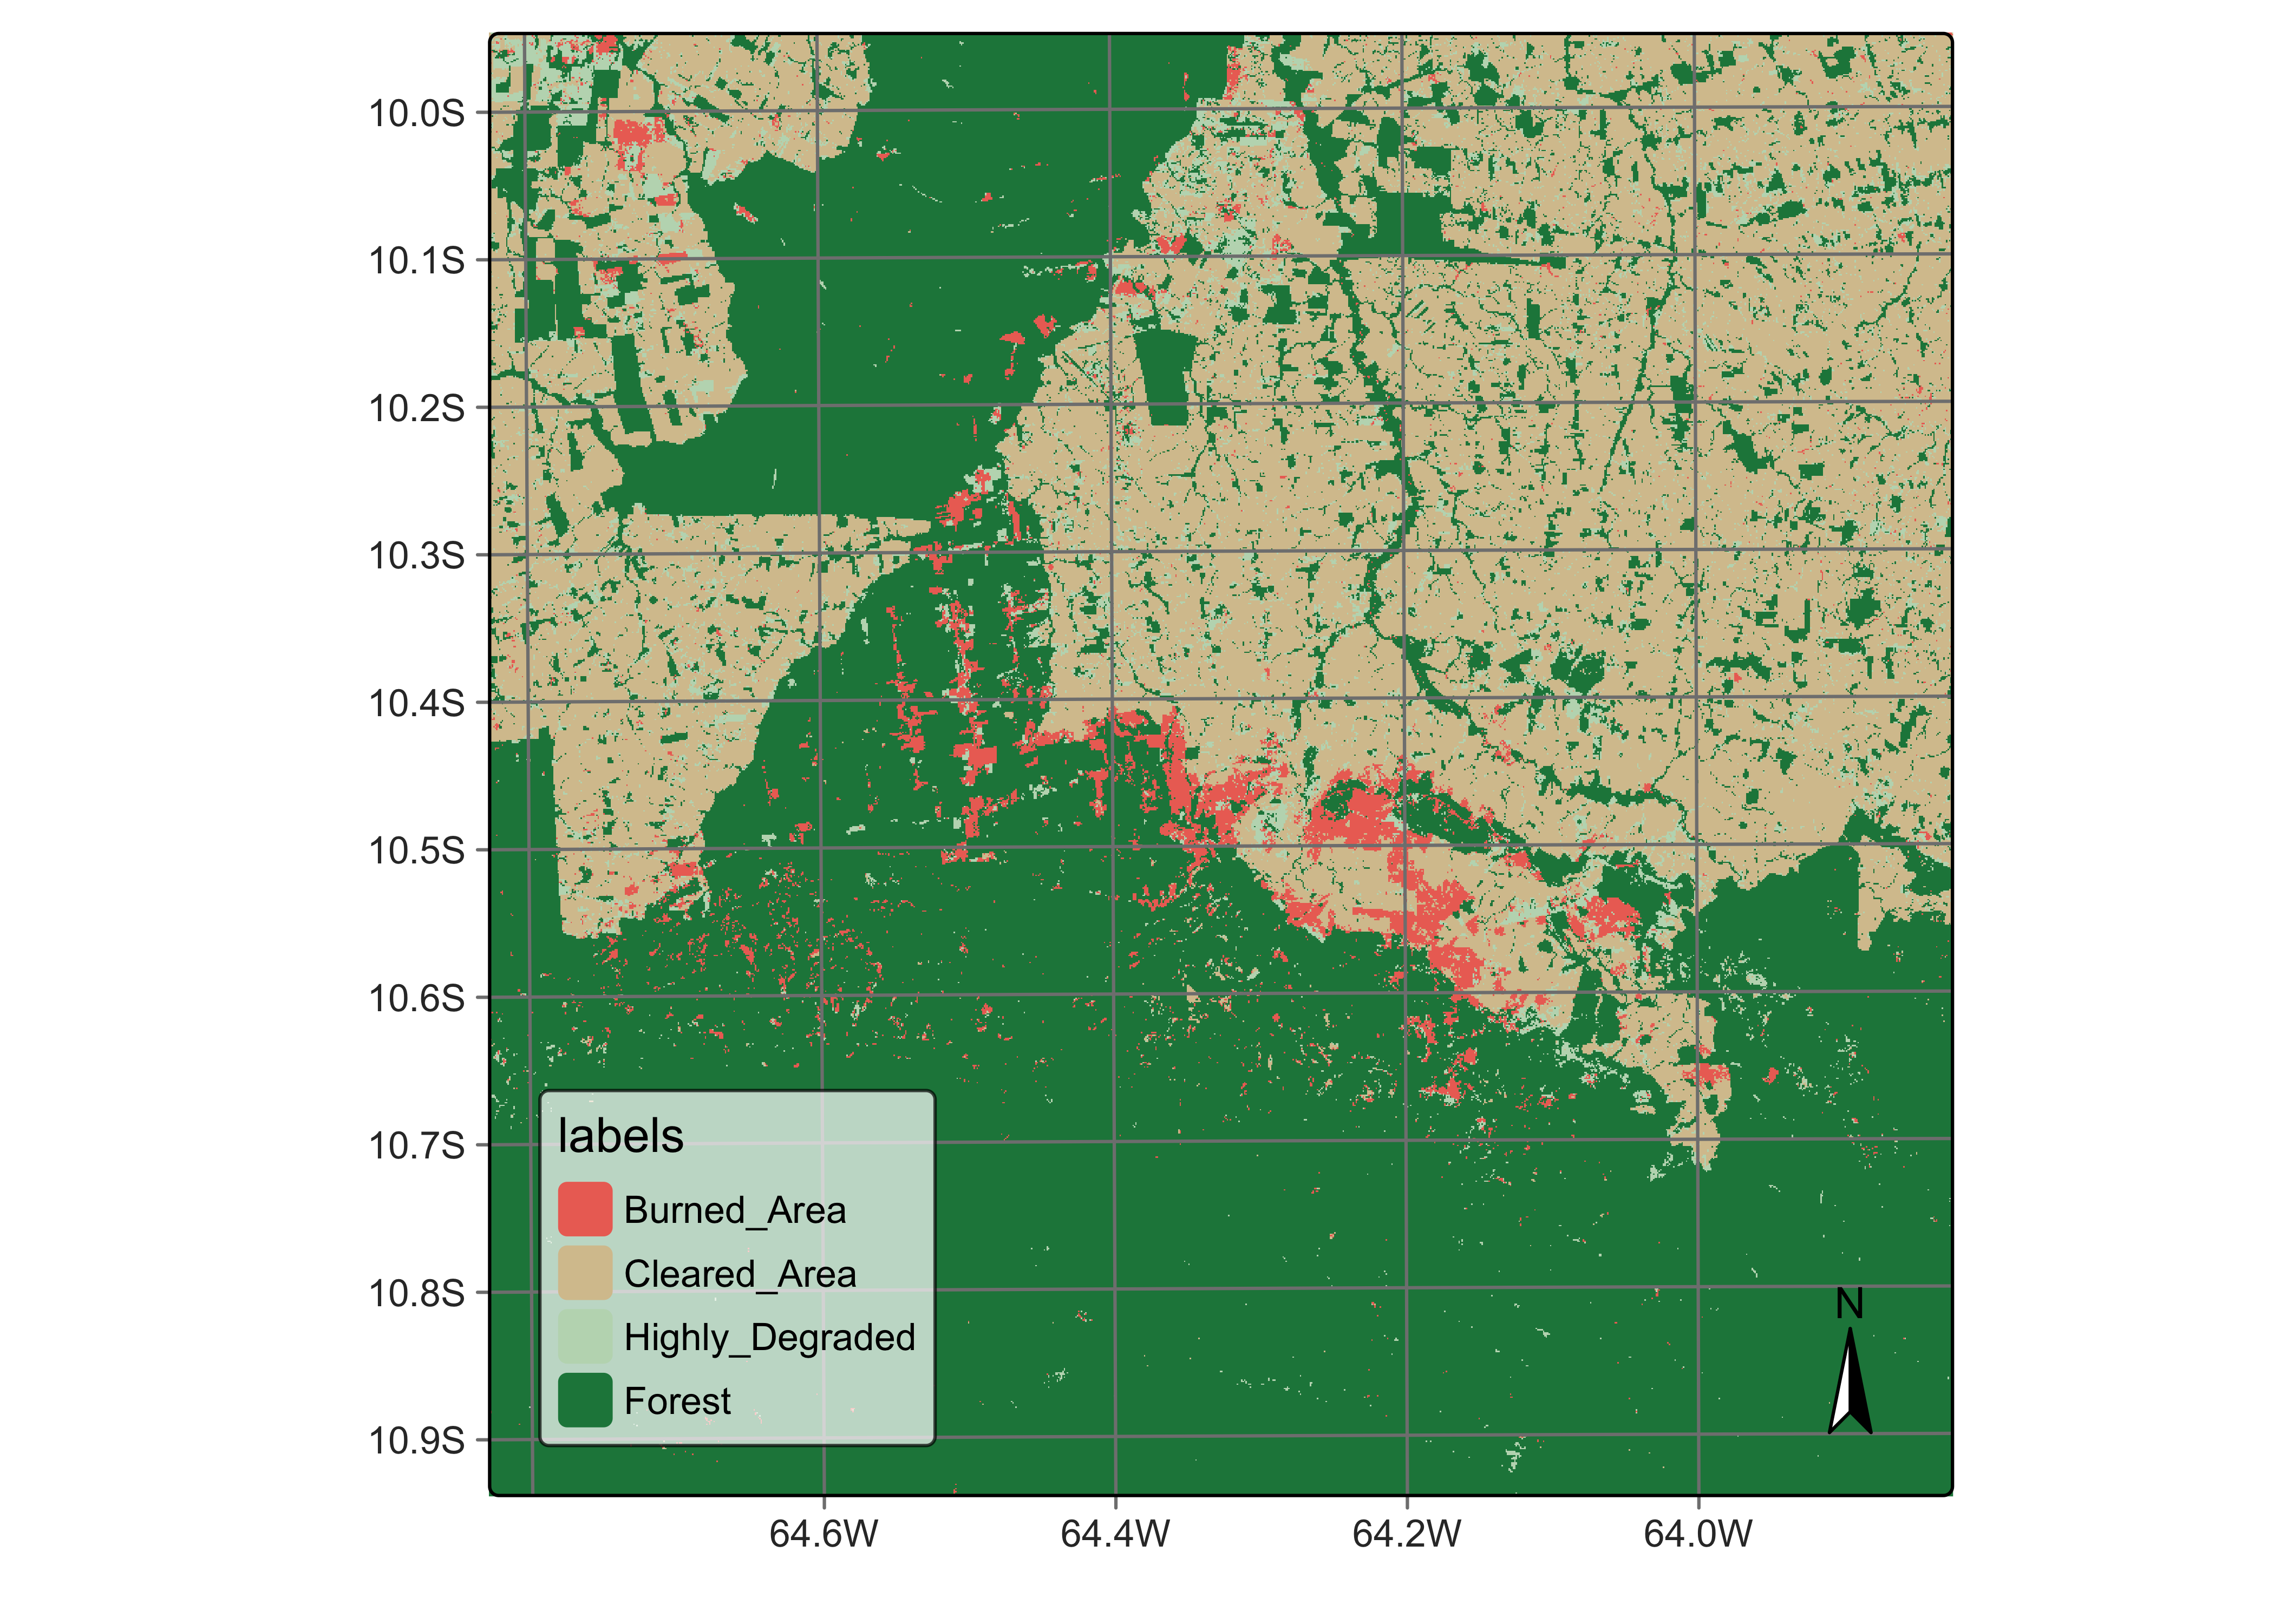 10.0S
10.1S
10.2S
10.3S
10.4S
10.5S
10.6S
10.7S
10.8S
10.9S
labels
Burned_Area
Cleared_Area
Highly_Degraded
Forest
N
64.6W 64.4W 64.2W 64.0W